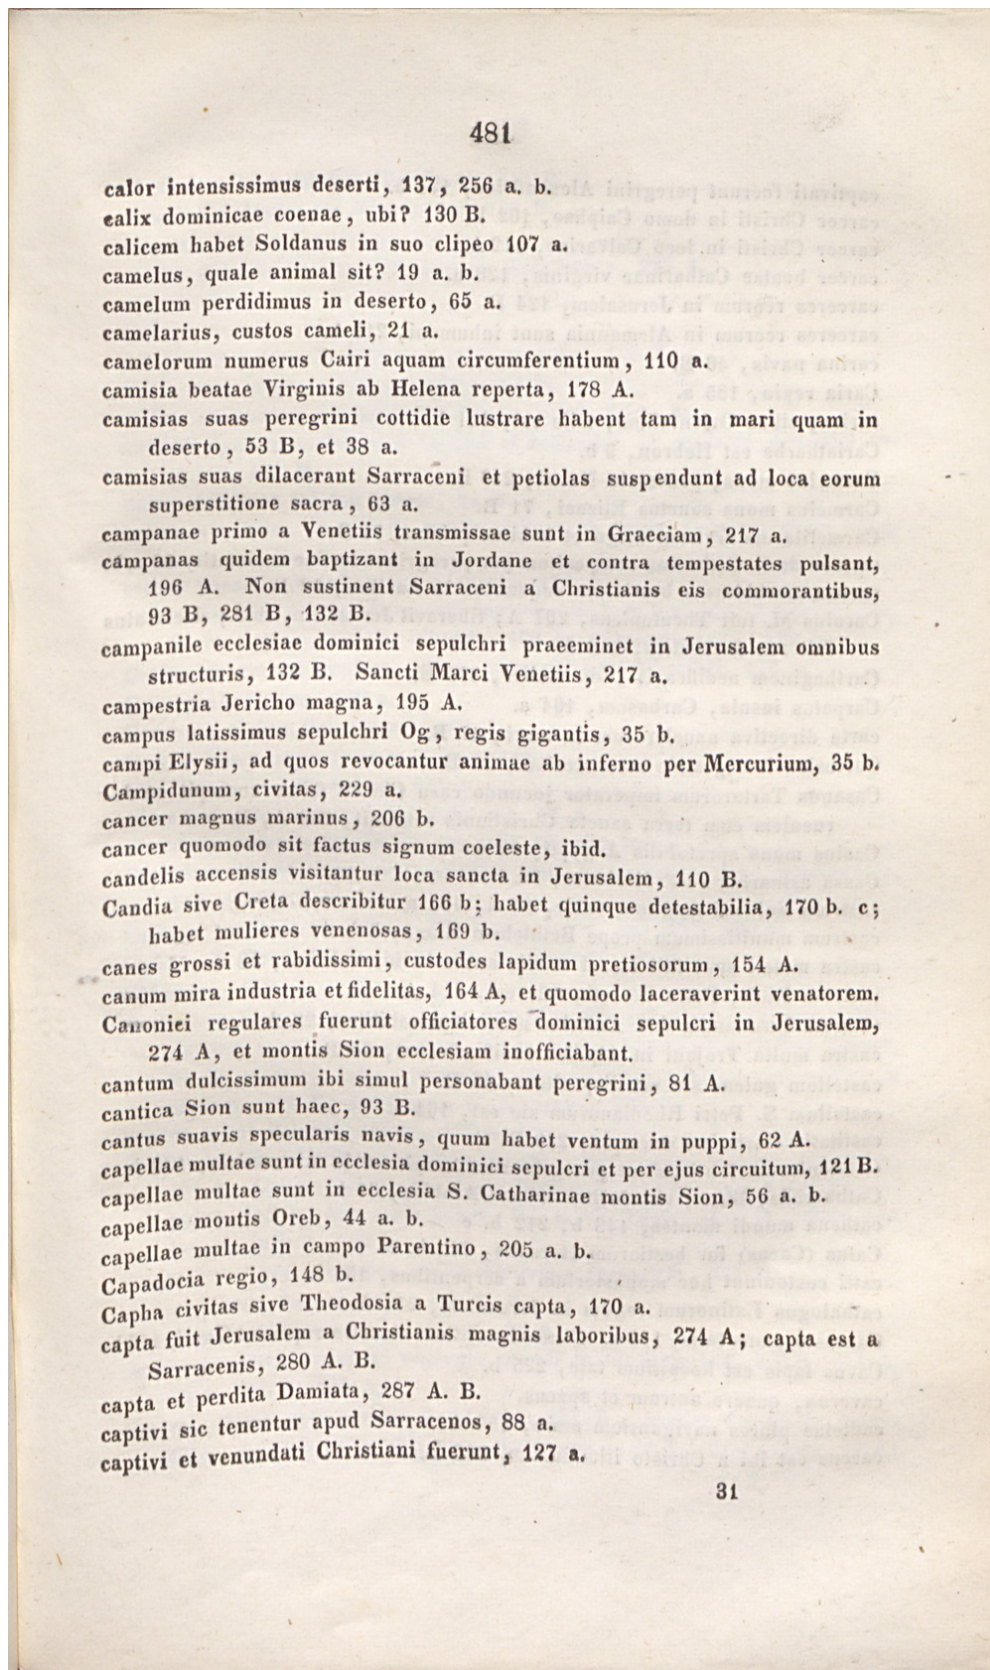 481
calor intensissimus deserti, 137, 256 a. b.
calix dominicae coenae, ubi? 130 B.
calicem habet Soldanus in suo clipeo 107 a.
camelus, quale animal sit? 19 a. b.
camelum perdidimus in deserto, 65 a.
camelarius, custos cameli, 21 a.
camelorum numerus Cairi aquam circumferentium, 110 a.
camisia beatae Virginis ab Helena reperta, 178 A.
camisias suas peregrini cottidie lustrare habent tam in mari quam in
deserto, 53 B, et 38 a.
camisias suas dilacerant Sarraceni et petiolas suspendunt ad loca eorum
superstitione sacra, 63 a.
campanae primo a Venetiis transmissae sunt in Graeciam, 217 a.
campanas quidem baptizant in Jordane et contra tempestates pulsant,
196 A. Non sustinent Sarraceni a Christianis eis commorantibus,
93 B, 281 B, 132 B.
campanile ecclesiae dominici sepulchri praeeminet in Jerusalem omnibus
structuris, 132 B. Sancti Marci Venetiis, 217 a.
campestria Jericho magna, 195 A.
campus latissimus sepulchri Og, regis gigantis, 35 b.
campi Elysii, ad quos revocantur animae ab inferno per Mercurium, 35 b.
Campidunum, civitas, 229 a.
cancer magnus marinus, 206 b.
cancer quomodo sit factus signum coeleste, ibid.
candelis accensis visitantur loca sancta in Jerusalem, 110 B.
Candia sive Creta describitur 166 b; habet quinque detestabilia, 170 b. c;
habet mulieres venenosas, 169 b.
canes grossi et rabidissimi, custodes lapidum pretiosorum, 154 A.
canum mira industria et fidelitas, 164 A, et quomodo laceraverint venatorem.
Canonici regulares fuerunt officiatores dominici sepulcri in Jerusalem,
274 A, et montis Sion ecclesiam inofficiabant.
cantum dulcissimum ibi simul personabant peregrini, 81 A.
cantica Sion sunt haec, 93 B.
cantus suavis specularis navis, quum habet ventum in puppi, 62 A.
capellae multae sunt in ecclesia dominici sepulcri et per ejus circuitum, 121 B.
capellae multae sunt in ecclesia S. Catharinae montis Sion, 56 a. b.
capellae montis Oreb, 44 a. b.
capellae multae in campo Parentino, 205 a. b.
Capadocia regio, 148 b.
Capha civitas sive Theodosia a Turcis capta, 170 a.
capta fuit Jerusalem a Christianis magnis laboribus, 274 A; capta est a
Sarracenis, 280 A. B.
capta et perdita Damiata, 287 A. B.
captivi sic tenentur apud Sarracenos, 88 a.
captivi et venundati Christiani fuerunt, 127 a.
31